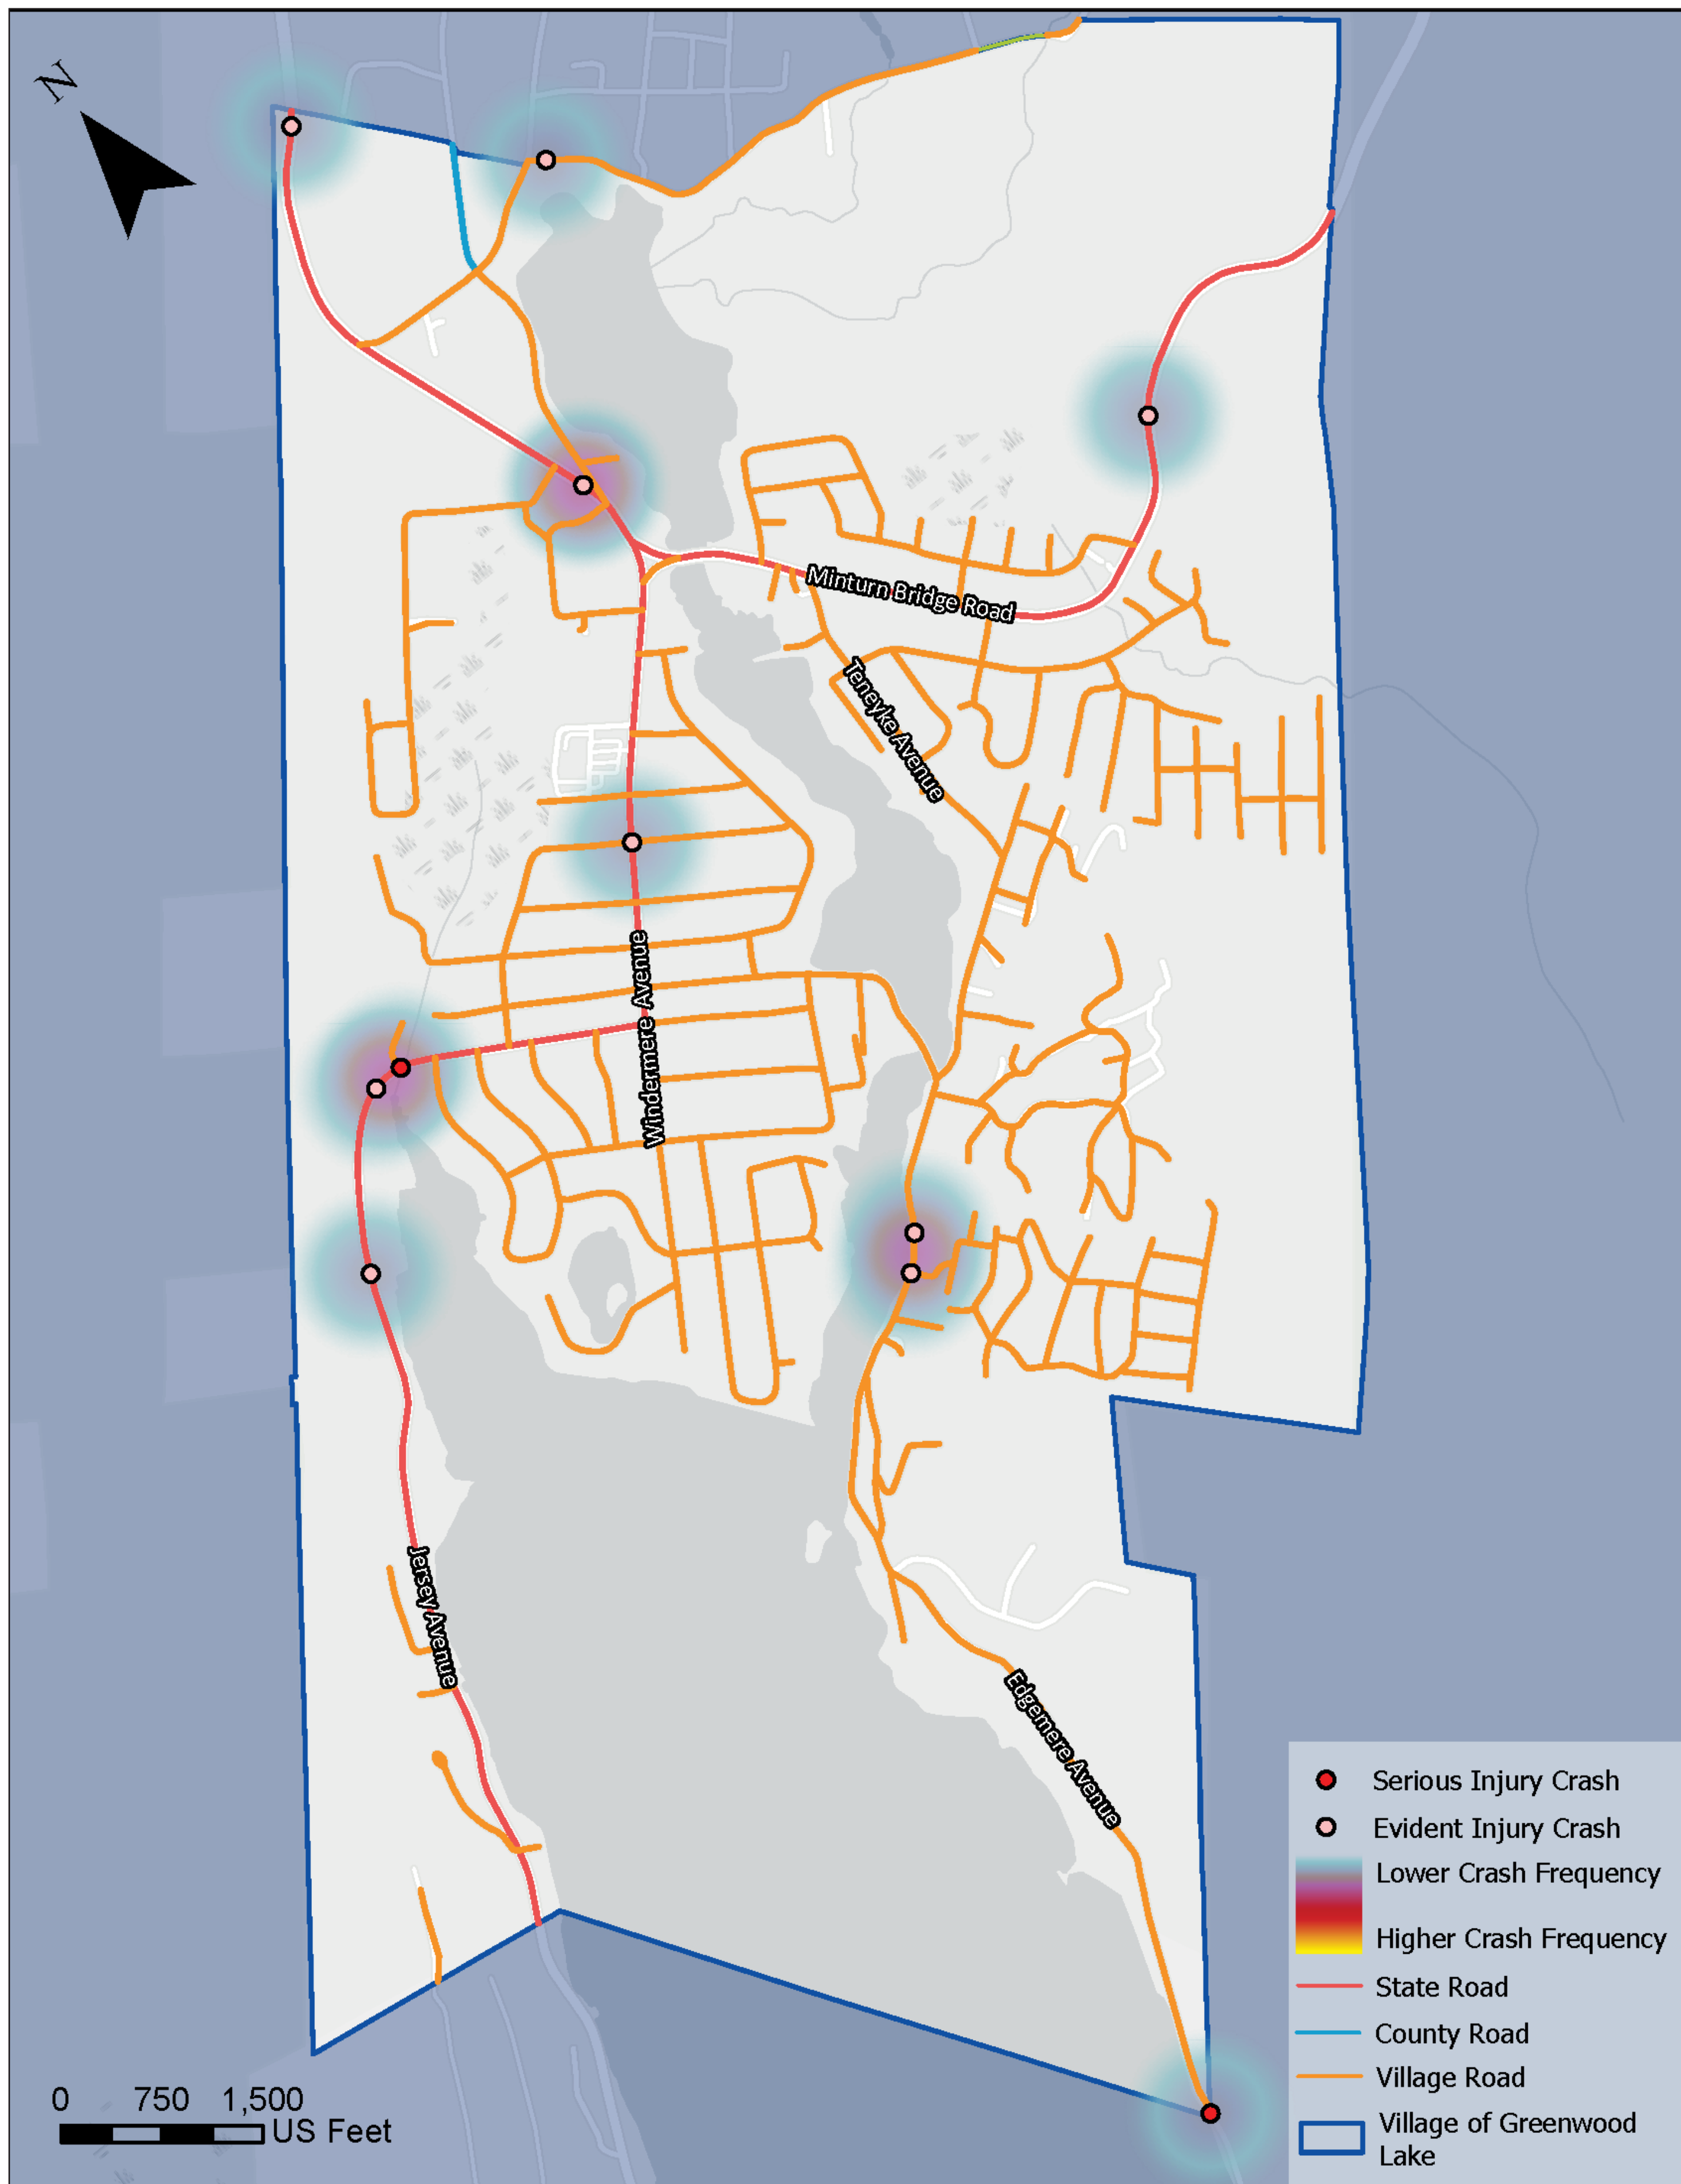 N
Minturn Bridge Road
Teneyke Avenue
Windermere Avenue
Jersey Avenue
Edgemere Avenue
Serious Injury Crash
Evident Injury Crash
Lower Crash Frequency
Higher Crash Frequency
State Road
County Road
Village Road
Village of Greenwood
Lake
0 750 1,500
US Feet